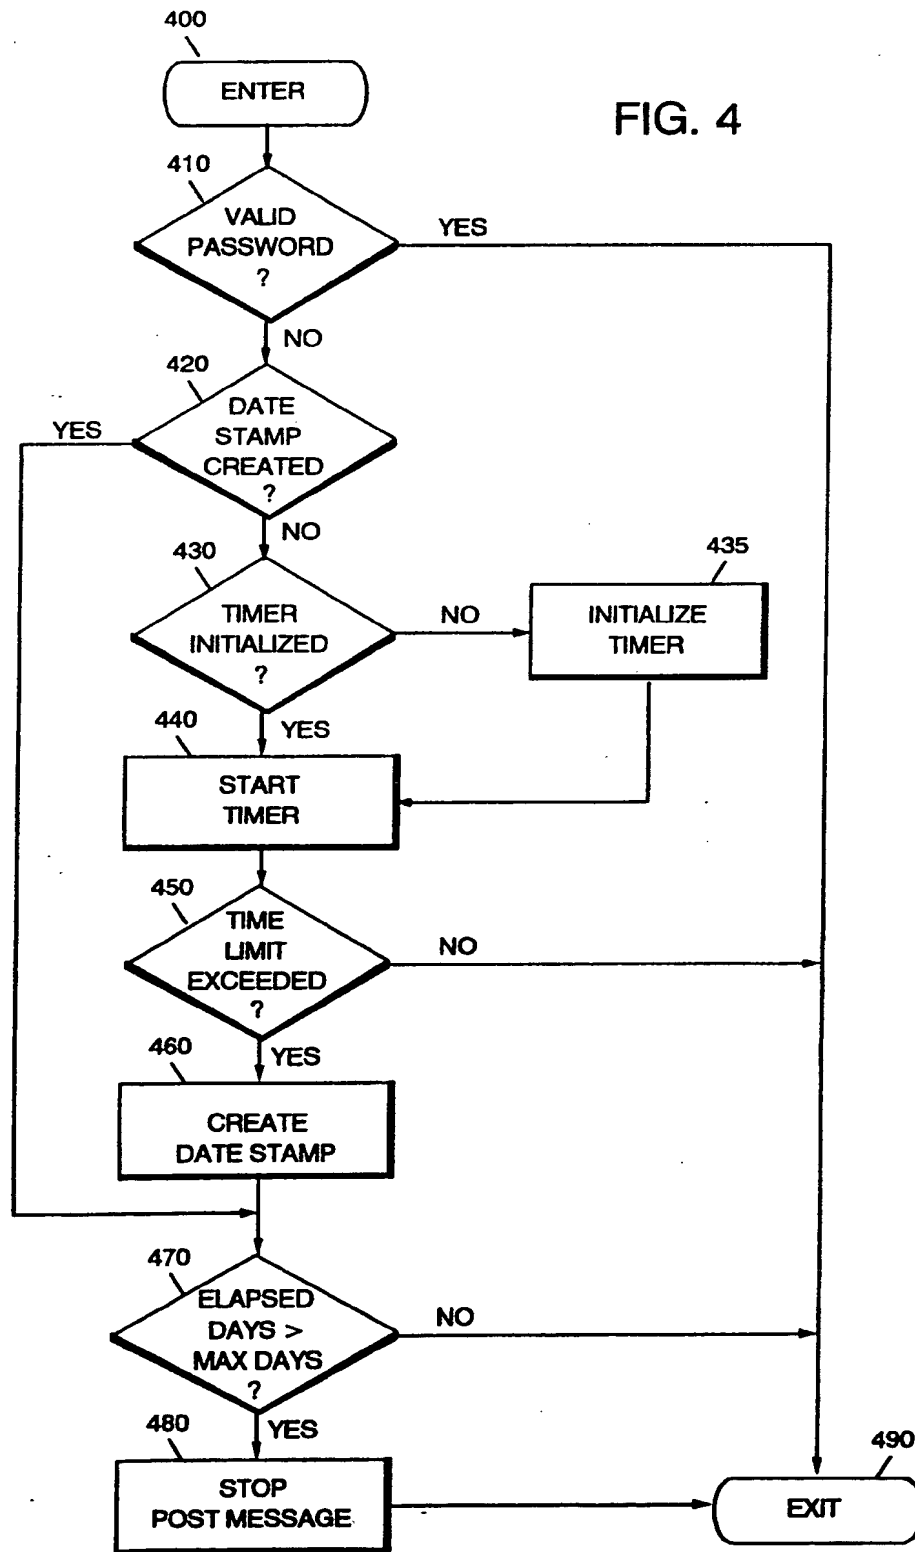 400
ENTER
FIG. 4
410
VALID
PASSWORD
?
YES
NO
420
DATE
STAMP
CREATED
?
YES
NO
430
TIMER
INITIALIZED
?
NO
435
INITIALIZE
TIMER
YES
440
START
TIMER
450
TIME
LIMIT
EXCEEDED
?
NO
YES
460
CREATE
DATE STAMP
470
ELAPSED
DAYS >
MAX DAYS
?
NO
YES
480
STOP
POST MESSAGE
490
EXIT